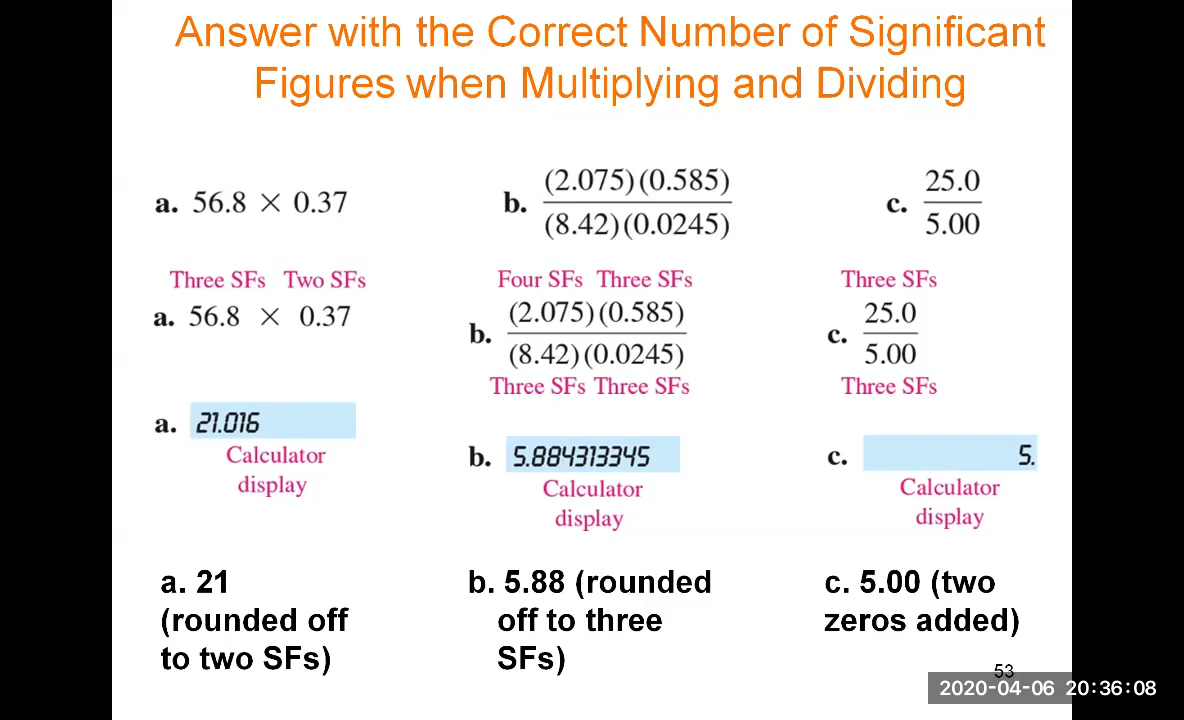 Answer with the Correct Number of Significant
Figures when Multiplying and Dividing
a. 56.8 × 0.37
b. (2.075)(0.585)
(8.42)(0.0245)
c. 25.0
5.00
Three SFs Two SFs
a. 56.8 × 0.37
Four SFs Three SFs
b. (2.075)(0.585)
(8.42)(0.0245)
Three SFs Three SFs
Three SFs
c. 25.0
5.00
Three SFs
a. 21.016
Calculator
display
b. 5.884313345
Calculator
display
c. 5.
Calculator
display
a. 21
(rounded off
to two SFs)
b. 5.88 (rounded
off to three
SFs)
c. 5.00 (two
zeros added)
53
2020-04-06 20:36:08